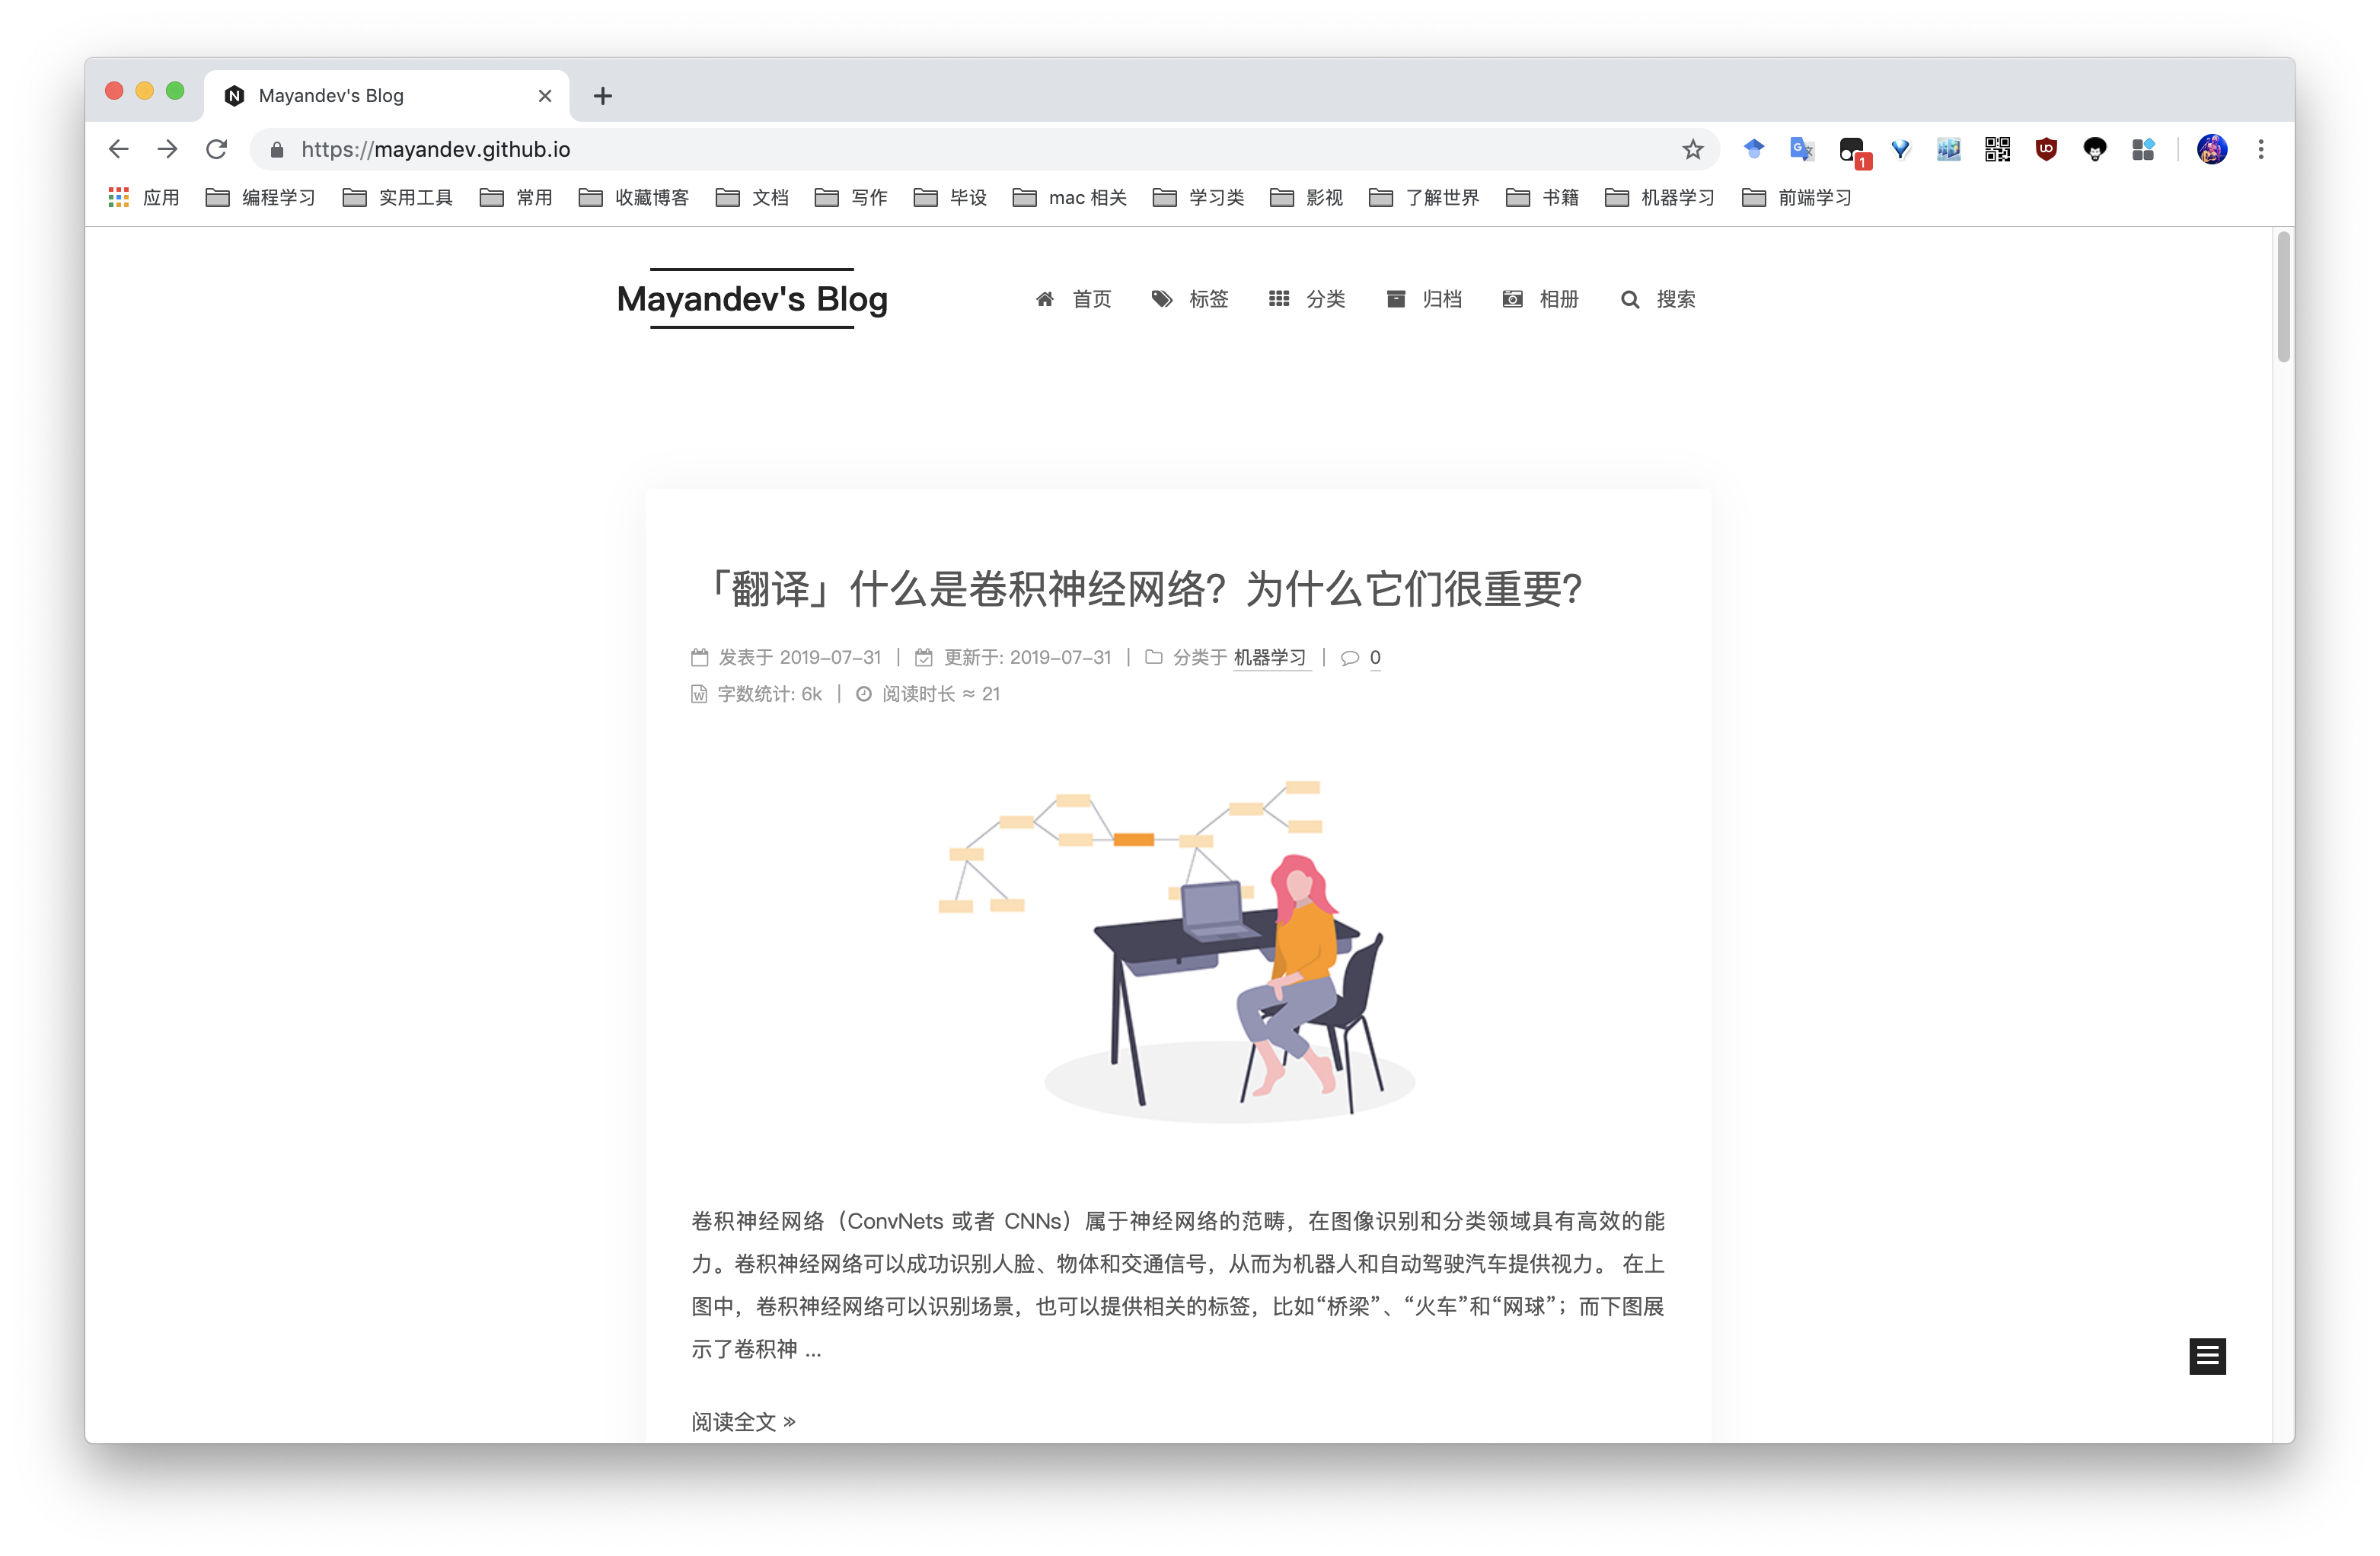 Mayandev's Blog
https://mayandev.github.io
1
应用 编程学习 实用工具 常用 收藏博客 文档 写作 毕设 mac 相关 学习类 影视 了解世界 书籍 机器学习 前端学习
Mayandev's Blog
首页 标签 分类 归档 相册 搜索
「翻译」什么是卷积神经网络？为什么它们很重要？
发表于 2019-07-31 | 更新于: 2019-07-31 | 分类于 机器学习 | 0
字数统计: 6k | 阅读时长 ≈ 21
卷积神经网络（ConvNets 或者 CNNs）属于神经网络的范畴，在图像识别和分类领域具有高效的能
力。卷积神经网络可以成功识别人脸、物体和交通信号，从而为机器人和自动驾驶汽车提供视力。 在上
图中，卷积神经网络可以识别场景，也可以提供相关的标签，比如“桥梁”、“火车”和“网球”；而下图展
示了卷积神 ...
阅读全文 »